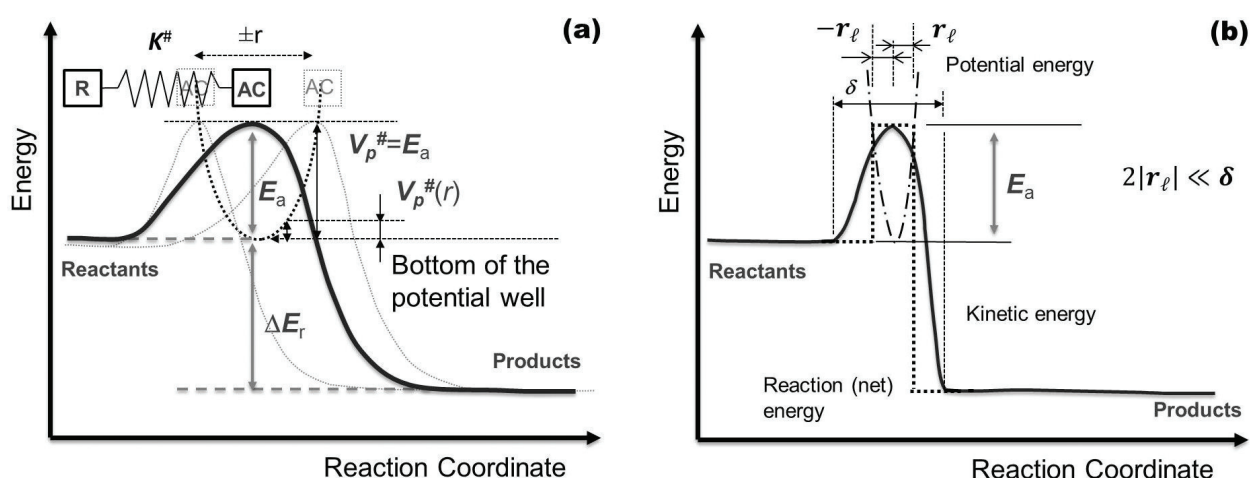 (a)
K#
±r
R
AC
AC
AC
Vp#=Ea
Ea
Vp#(r)
Reactants
Bottom of the
potential well
ΔEr
Products
Energy
Reaction Coordinate
(b)
−rℓ
rℓ
Potential energy
δ
Ea
2|rℓ| ≪ δ
Reactants
Kinetic energy
Reaction (net)
energy
Products
Energy
Reaction Coordinate